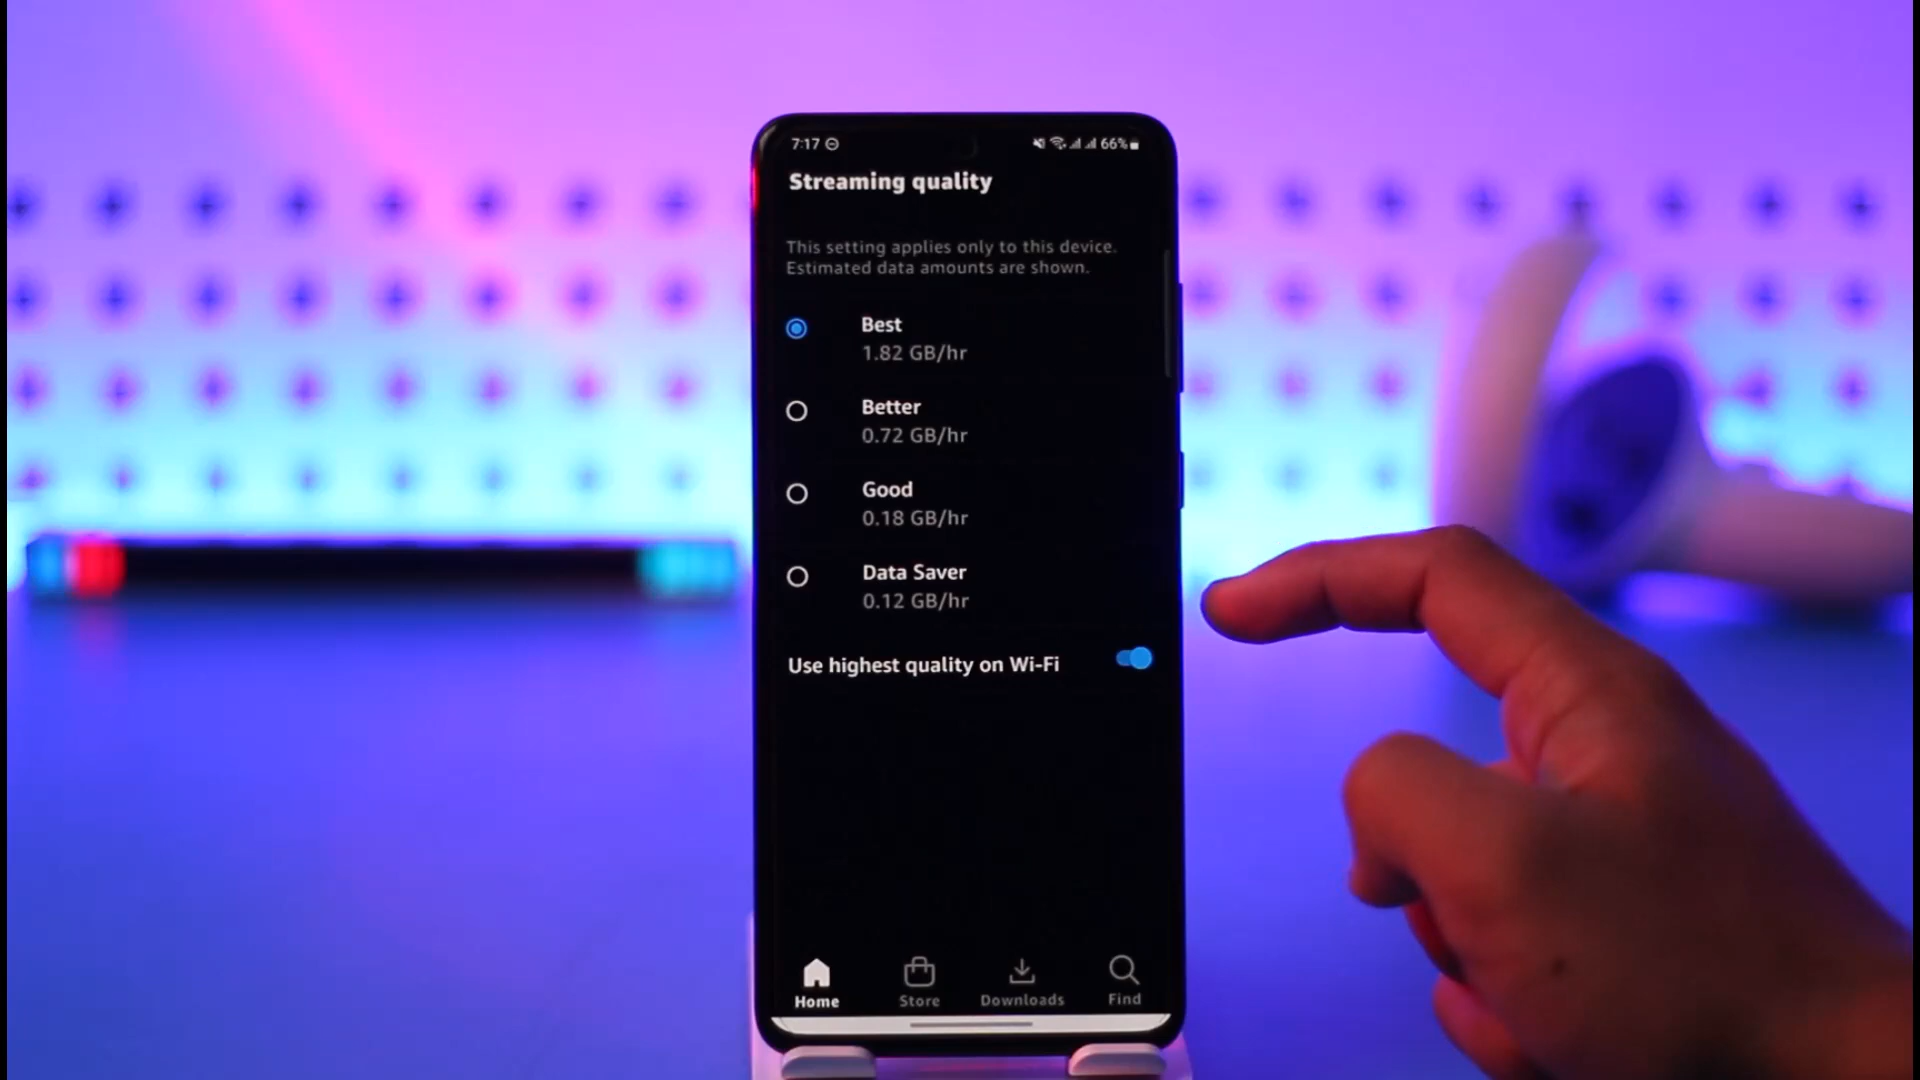 7:17
66%
Streaming quality
This setting applies only to this device.
Estimated data amounts are shown.
Best
1.82 GB/hr
Better
0.72 GB/hr
Good
0.18 GB/hr
Data Saver
0.12 GB/hr
Use highest quality on Wi-Fi
Home Store Downloads Find